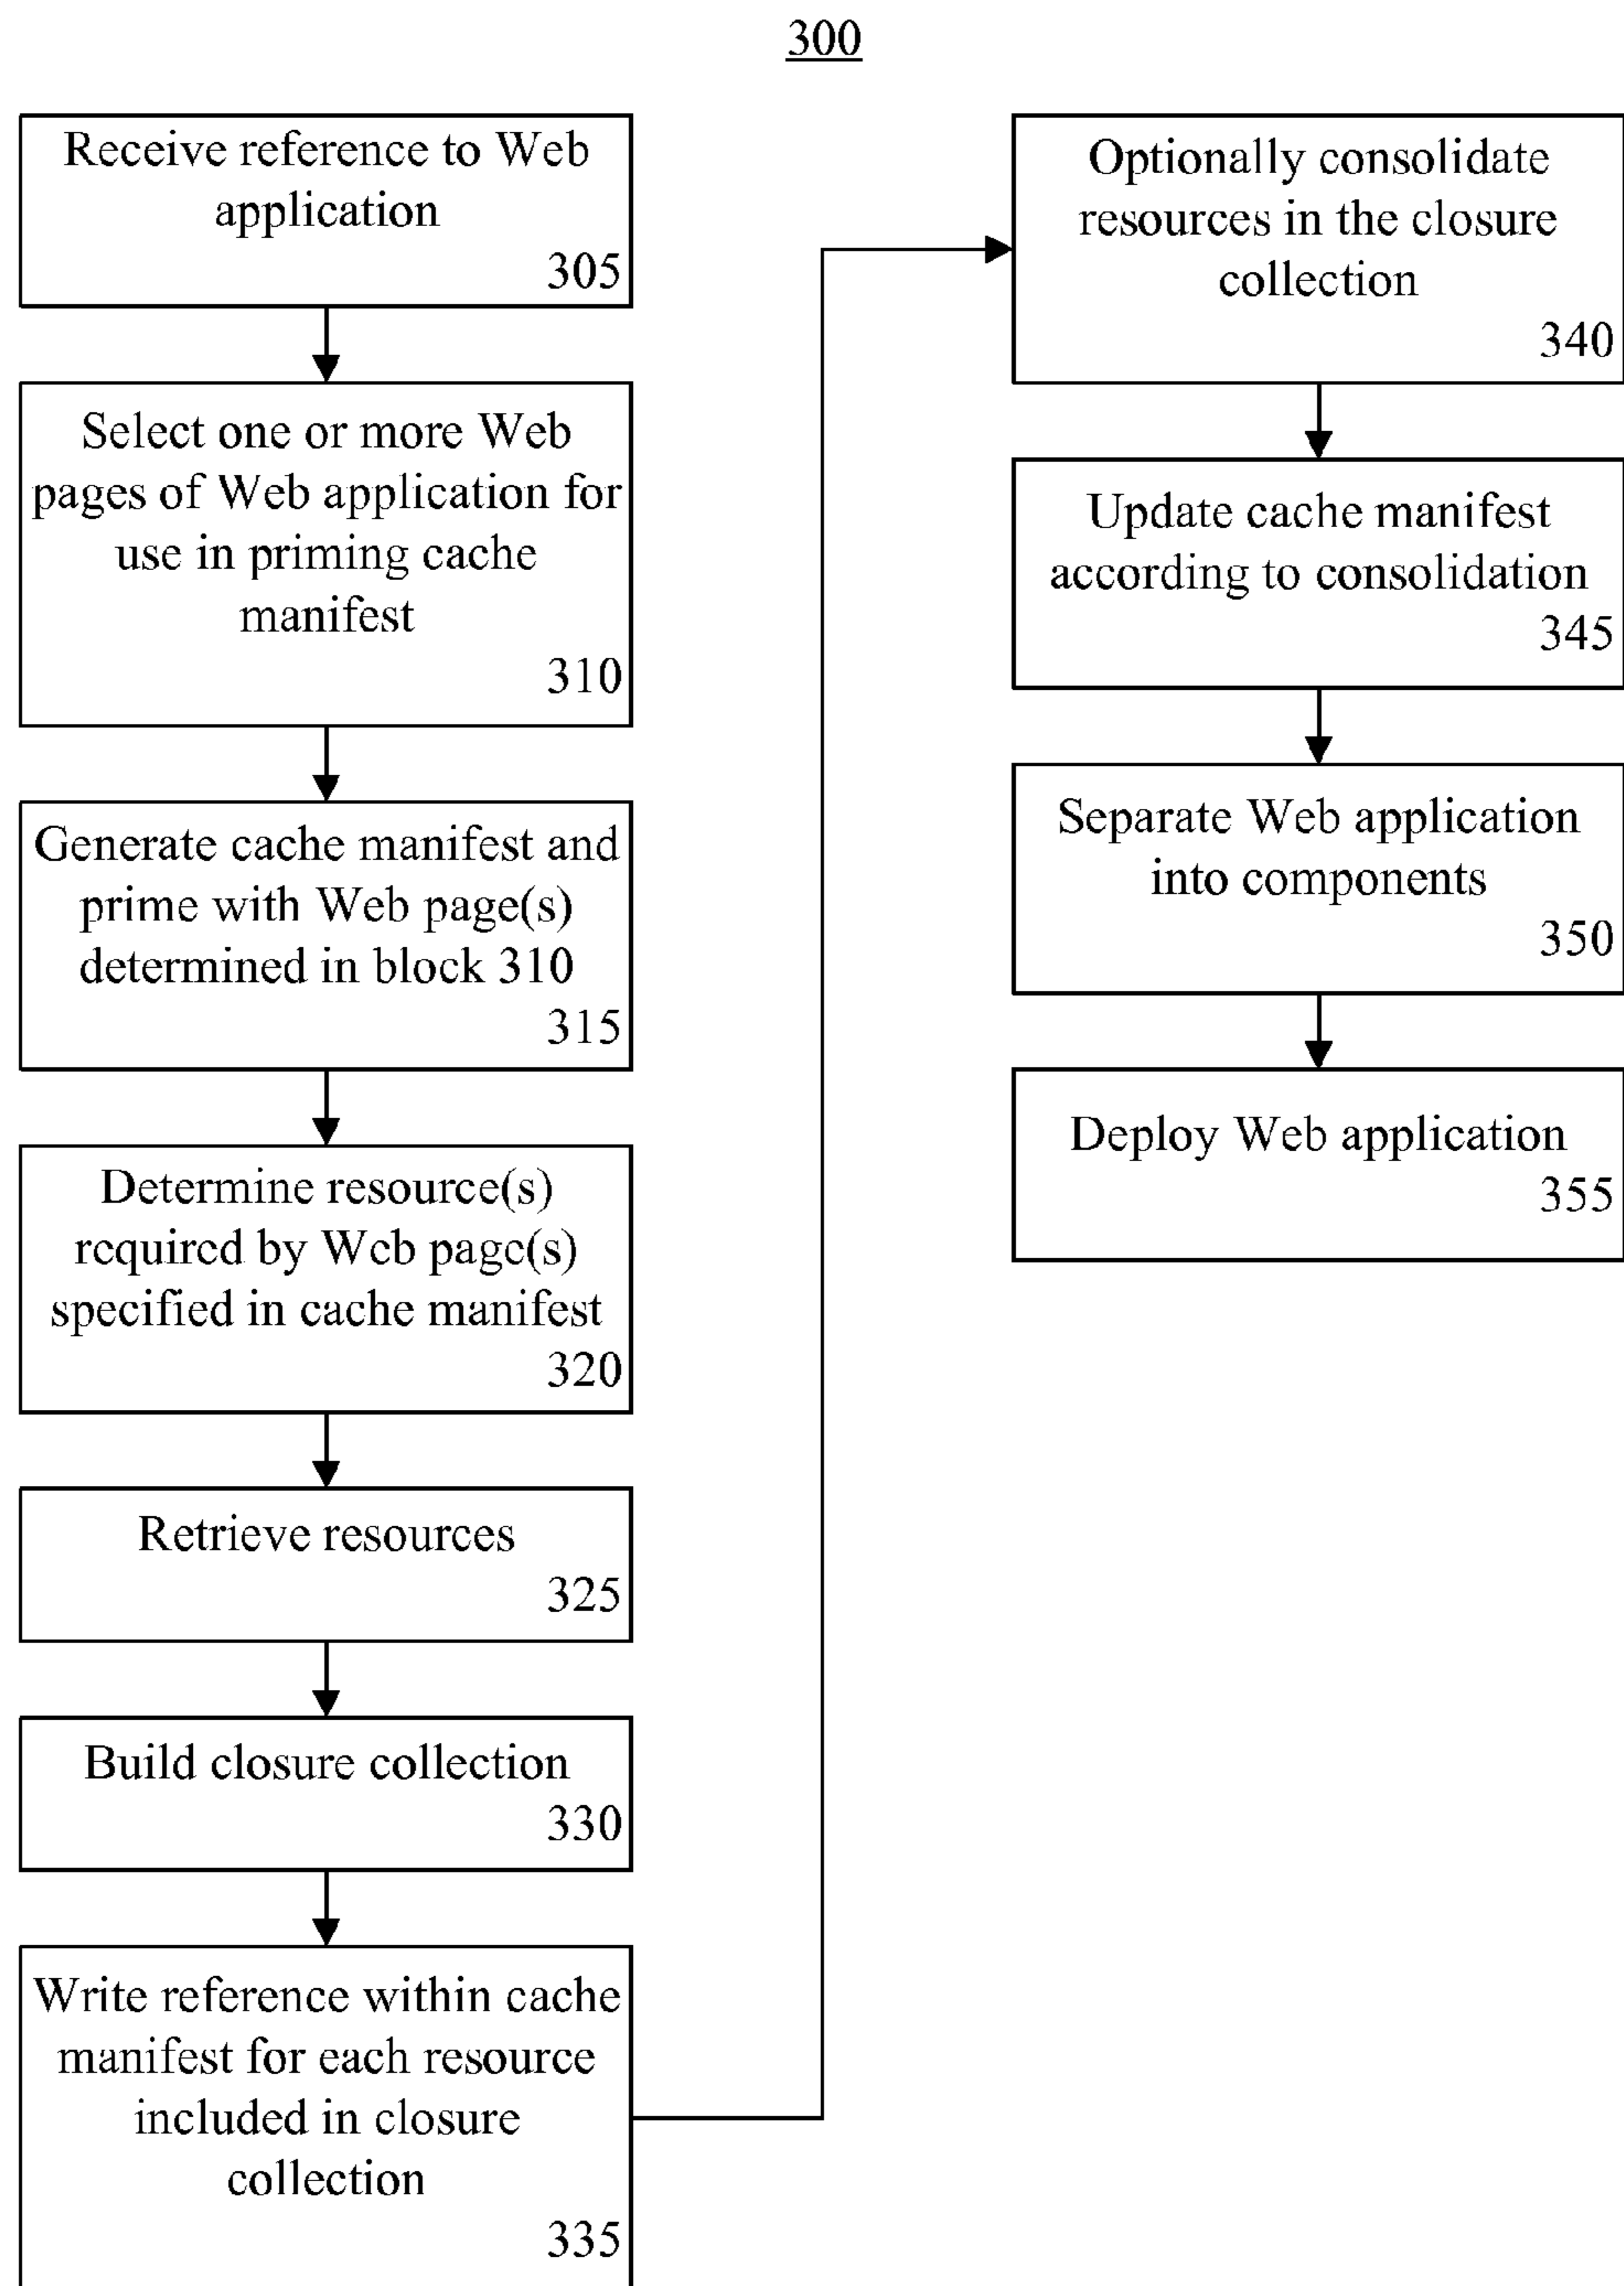 300
Receive reference to Web
application
305
Select one or more Web
pages of Web application for
use in priming cache
manifest
310
Generate cache manifest and
prime with Web page(s)
determined in block 310
315
Determine resource(s)
required by Web page(s)
specified in cache manifest
320
Retrieve resources
325
Build closure collection
330
Write reference within cache
manifest for each resource
included in closure
collection
335
Optionally consolidate
resources in the closure
collection
340
Update cache manifest
according to consolidation
345
Separate Web application
into components
350
Deploy Web application
355